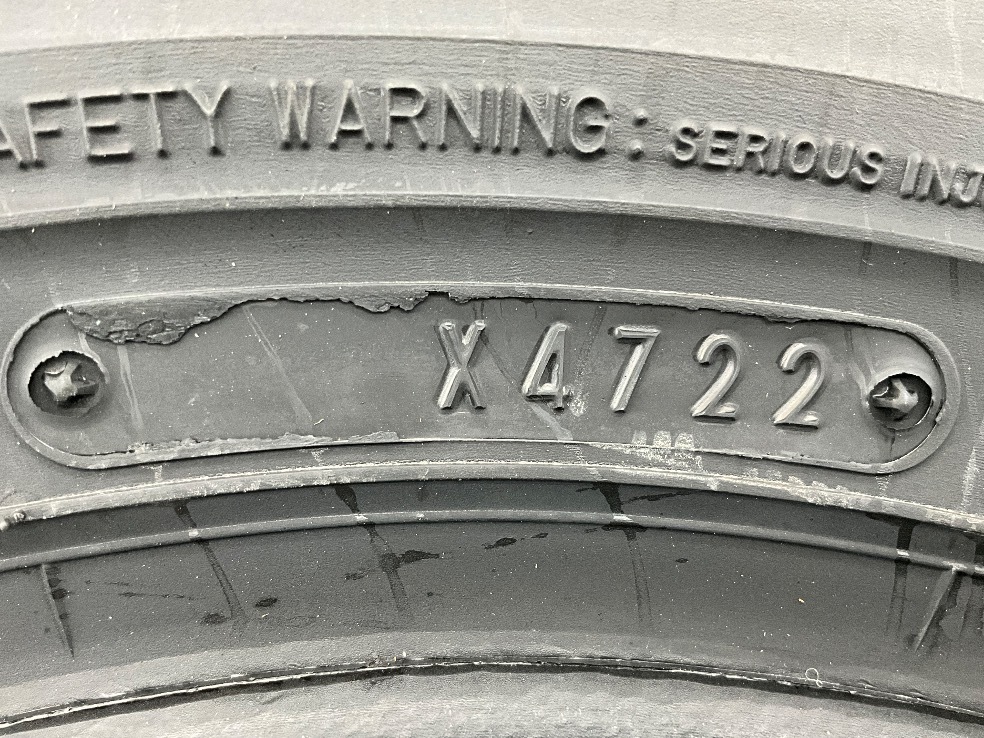 AFETY WARNING: SERIOUS INJ
X4722